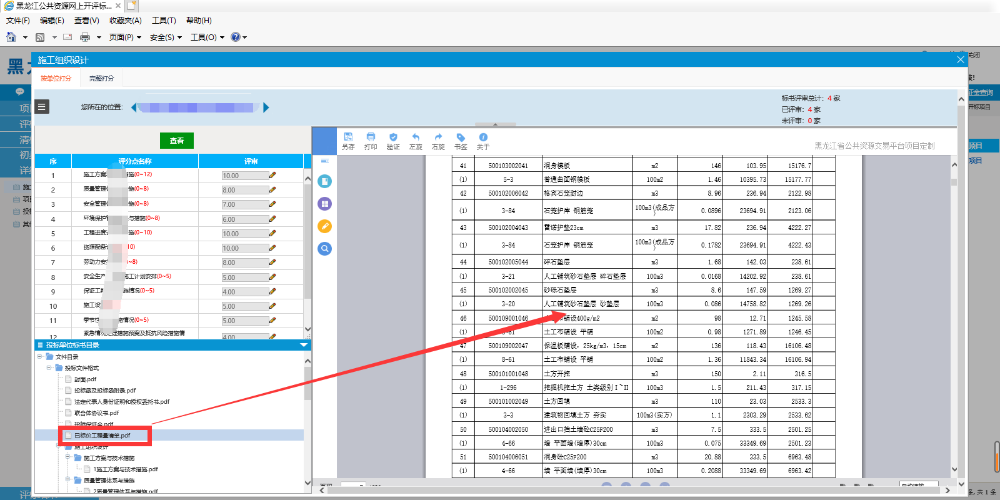 黑龙江公共资源网上开评标...
文件(F) 编辑(E) 查看(V) 收藏夹(A) 工具(T) 帮助(H)
页面(P) 安全(S) 工具(O)
关闭
施工组织设计
按单位打分 完整打分
您所在的位置:
标书评审总计: 4 家
已评审: 4 家
未评审: 0 家
证金查询
开标项目
项目
项目
查看
另存 打印 验证 左旋 右旋 书签 关于
黑龙江省公共资源交易平台项目定制
序 评分点名称 评审
1 施工方案 措施(0~12) 10.00
2 质量管理体 施(0~8) 8.00
3 安全管理体 施(0~8) 7.00
4 环境保护管 与措施(0~8) 6.00
5 工程进度 措施(0~10) 10.00
6 资源配备 10) 10.00
7 劳动力安 (0~8) 8.00
8 安全生产 施工计划安排(0~5) 5.00
9 保证工 施情况(0~5) 4.00
10 施工设 5.00
11 季节性 施情况(0~5) 5.00
12 紧急情况处理措施预案及抵抗风险措施情 4.00
投标单位标书目录
文件目录
投标文件格式
封面.pdf
投标函及投标函附录.pdf
法定代表人身份证明和授权委托书.pdf
联合体协议书.pdf
投标保证金.pdf
已标价工程量清单.pdf
施工组织设计
施工方案与技术措施
1施工方案与技术措施.pdf
质量管理体系与措施
2质量管理体系与措施.pdf
41 500103002041 洞身模板 m2 146 103.95 15176.7
(1) 5-3 普通曲面钢模板 100m2 1.46 10395.73 15177.77
42 500102006042 格宾石笼封边 m3 8.96 236.94 2122.98
(1) 3-84 石笼护岸 钢筋笼 100m3(成品方) 0.0896 23694.91 2123.06
43 500102004043 雷诺护垫23cm m3 17.82 236.94 4222.27
(1) 3-84 石笼护岸 钢筋笼 100m3(成品方) 0.1782 23694.91 4222.43
44 500102005044 碎石垫层 m3 1.68 142.03 238.61
(1) 3-21 人工铺筑砂石垫层 碎石垫层 100m3 0.0168 14202.92 238.61
45 500102002045 砂砾石垫层 m3 8.6 147.59 1269.27
(1) 3-20 人工铺筑砂石垫层 砂垫层 100m3 0.086 14758.82 1269.26
46 500109001046 布铺设400g/m2 m2 98 12.71 1245.58
(1) -61 土工布铺设 平铺 100m2 0.98 1271.89 1246.45
47 500109002047 保温板铺设, 25kg/m3, 15cm m2 136 118.43 16106.48
(1) 8-61 土工布铺设 平铺 100m2 1.36 11843.34 16106.94
48 500101001048 土方开挖 m3 150 2.11 316.5
(1) 1-296 挖掘机挖土方 土类级别Ⅰ~Ⅱ 100m3 1.5 211.43 317.15
49 500101002049 土方回填 m3 110 23.03 2533.3
(1) 3-3 建筑物回填土方 夯实 100m3(实方) 1.1 2303.29 2533.62
50 500104002050 进出口挡土墙砼C25F200 m3 7.5 333.5 2501.25
(1) 4-66 墙 平面墙(墙厚)30cm 100m3 0.075 33349.69 2501.23
51 500104006051 洞身砼C25F200 m3 20.88 333.5 6963.48
(1) 4-66 墙 平面墙(墙厚)30cm 100m3 0.2088 33349.69 6963.42
条, 共 1 条